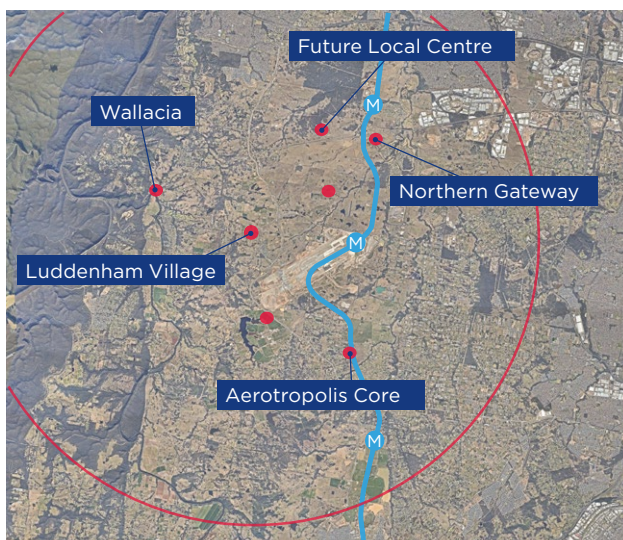 Future Local Centre
M
Wallacia
Northern Gateway
M
Luddenham Village
Aerotropolis Core
M